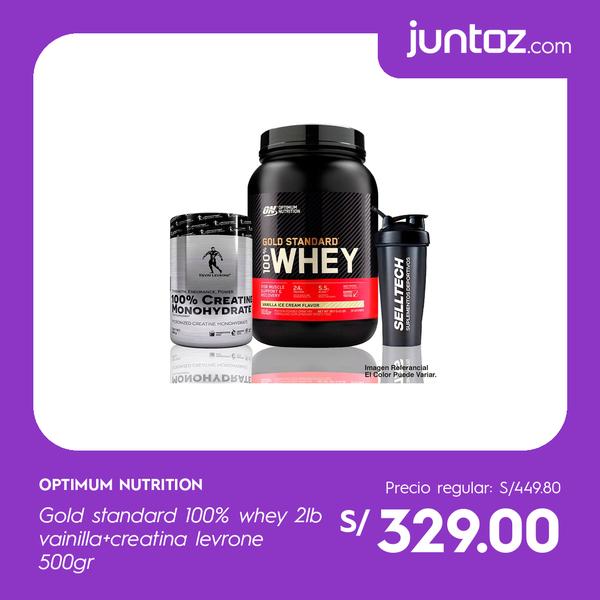 juntoz.com
ON OPTIMUM
NUTRITION
GOLD STANDARD
100% WHEY
24g
5.5g
VANILLA ICE CREAM FLAVOR
KEVIN LEVRONE
100% CREATINE
MONOHYDRATE
SELLTECH
SUPLEMENTOS DEPORTIVOS
Imagen Referencial
El Color Puede Variar.
OPTIMUM NUTRITION
Gold standard 100% whey 2lb
vainilla+creatina levrone
500gr
Precio regular: S/449.80
S/ 329.00